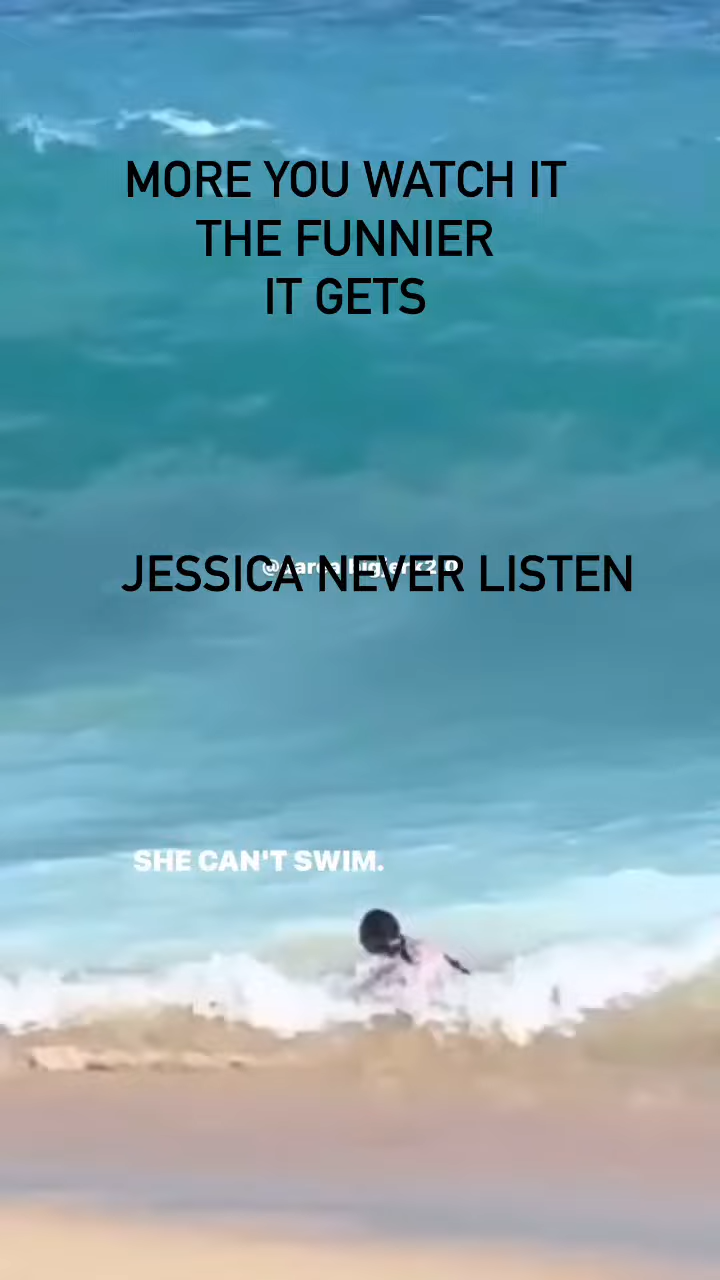 MORE YOU WATCH IT
THE FUNNIER
IT GETS
JESSICA NEVER LISTEN
SHE CAN'T SWIM.